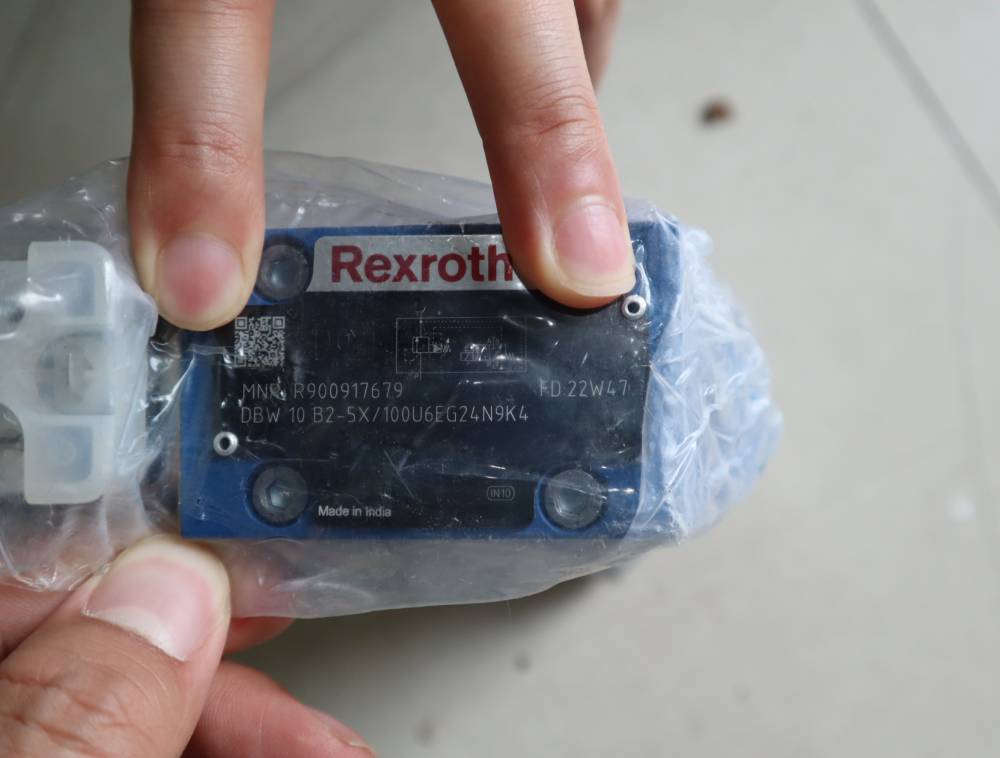 Rexroth
MNR: R900917679 FD:22W47
DBW 10 B2-5X/100U6EG24N9K4
IN10
Made in India